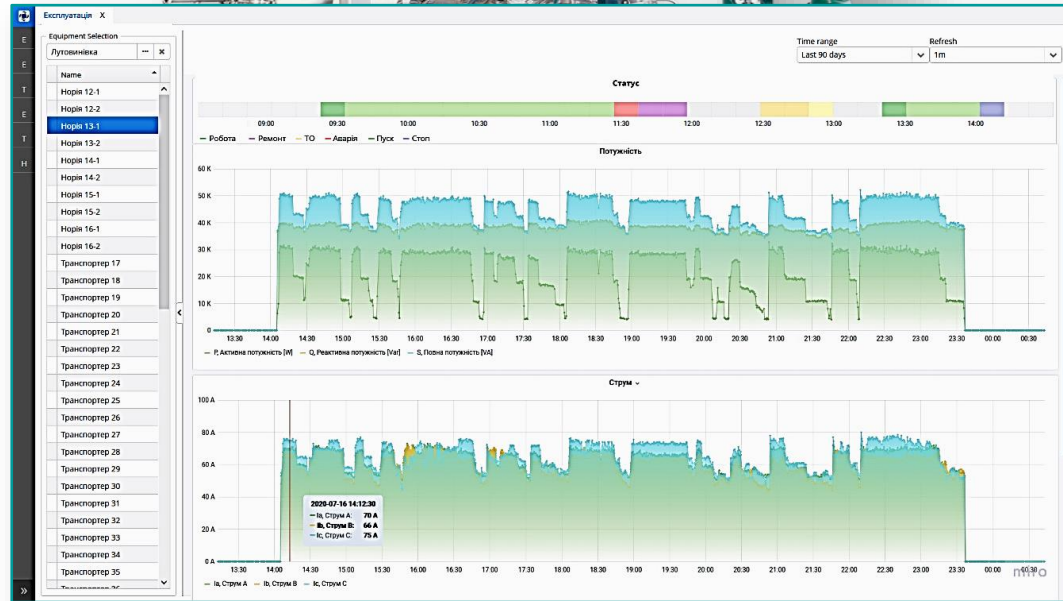 Експлуатація X
E
E
T
E
T
H
»
Equipment Selection
Лутовинівка ... ×
Name
Норія 12-1
Норія 12-2
Норія 13-1
Норія 13-2
Норія 14-1
Норія 14-2
Норія 15-1
Норія 15-2
Норія 16-1
Норія 16-2
Транспортер 17
Транспортер 18
Транспортер 19
Транспортер 20
Транспортер 21
Транспортер 22
Транспортер 23
Транспортер 24
Транспортер 25
Транспортер 26
Транспортер 27
Транспортер 28
Транспортер 29
Транспортер 30
Транспортер 31
Транспортер 32
Транспортер 33
Транспортер 34
Транспортер 35
Time range Refresh
Last 90 days 1m
Статус
09:00 09:30 10:00 10:30 11:00 11:30 12:00 12:30 13:00 13:30 14:00
Робота Ремонт ТО Аварія Пуск Стоп
Потужність
60 K
50 K
40 K
30 K
20 K
10 K
0
13:30 14:00 14:30 15:00 15:30 16:00 16:30 17:00 17:30 18:00 18:30 19:00 19:30 20:00 20:30 21:00 21:30 22:00 22:30 23:00 23:30 00:00 00:30
P, Активна потужність [W] Q, Реактивна потужність [Var] S, Повна потужність [VA]
Струм
100 A
80 A
60 A
40 A
20 A
0 A
2020-07-16 14:12:30
Ia, Струм A: 70 A
Ib, Струм B: 66 A
Ic, Струм C: 75 A
13:30 14:00 14:30 15:00 15:30 16:00 16:30 17:00 17:30 18:00 18:30 19:00 19:30 20:00 20:30 21:00 21:30 22:00 22:30 23:00 23:30 00:00 00:30
miro
Ia, Струм A Ib, Струм B Ic, Струм C